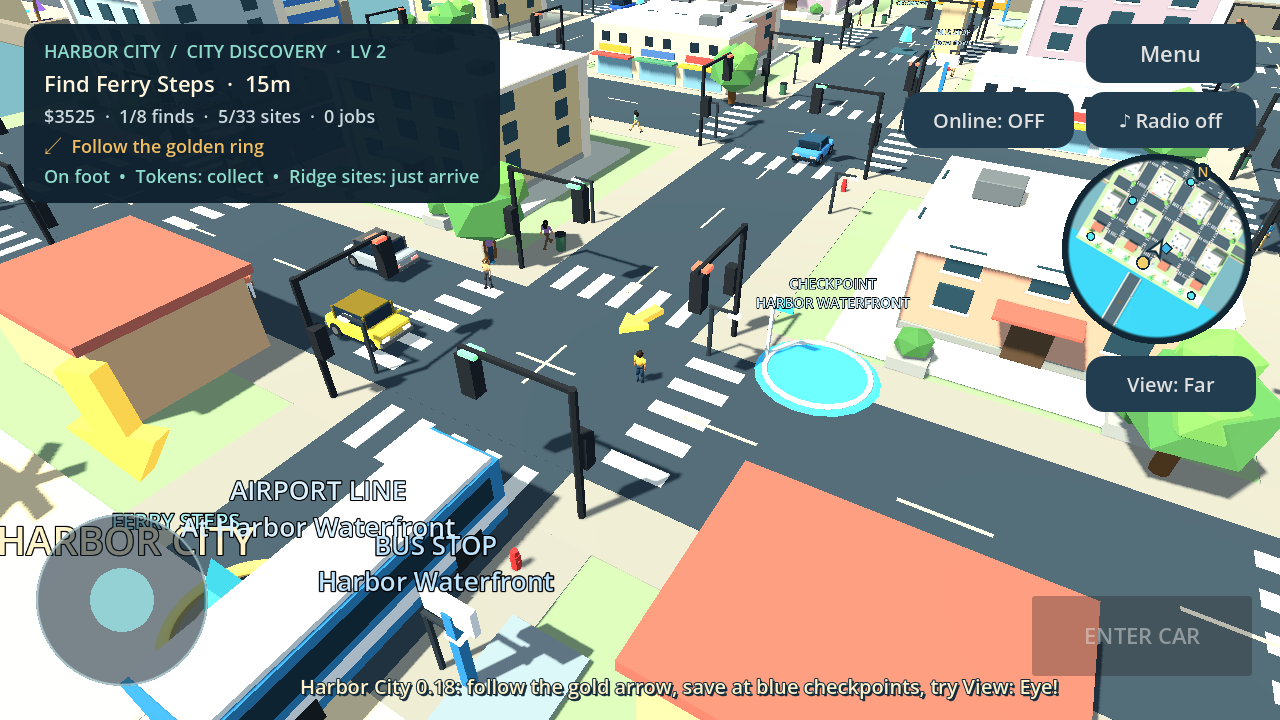 HARBOR CITY / CITY DISCOVERY · LV 2
Find Ferry Steps · 15m
$3525 · 1/8 finds · 5/33 sites · 0 jobs
↙ Follow the golden ring
On foot • Tokens: collect • Ridge sites: just arrive
Menu
Online: OFF
♪ Radio off
N
View: Far
CHECKPOINT
HARBOR WATERFRONT
AIRPORT LINE
At Harbor Waterfront
FERRY STEPS
HARBOR CITY
BUS STOP
Harbor Waterfront
ENTER CAR
Harbor City 0.18: follow the gold arrow, save at blue checkpoints, try View: Eye!